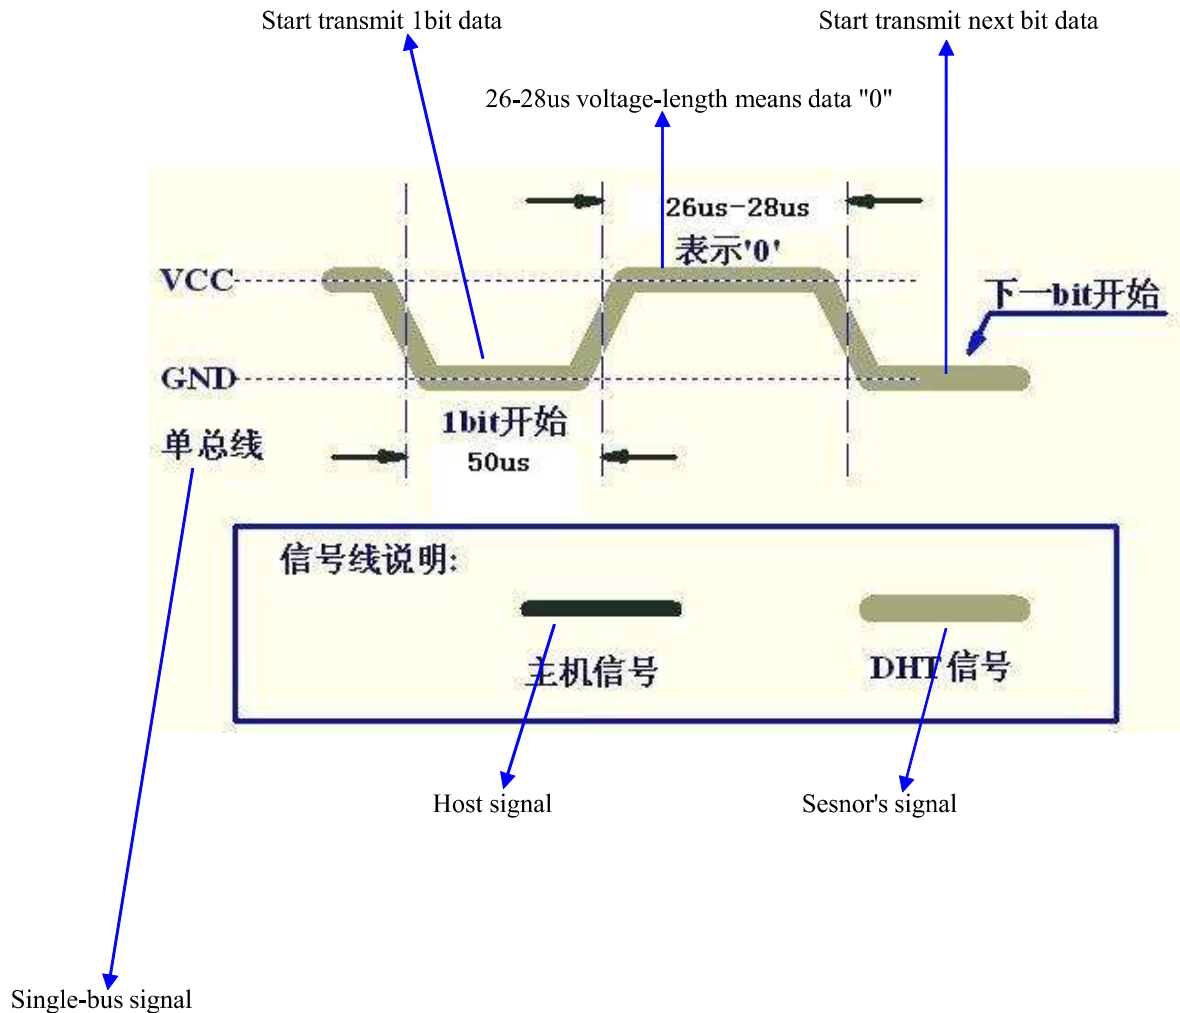 Start transmit 1bit data
Start transmit next bit data
26-28us voltage-length means data "0"
26us-28us
表示'0'
VCC
下一bit开始
GND
1bit开始
单总线
50us
信号线说明:
主机信号
DHT信号
Host signal
Sesnor's signal
Single-bus signal